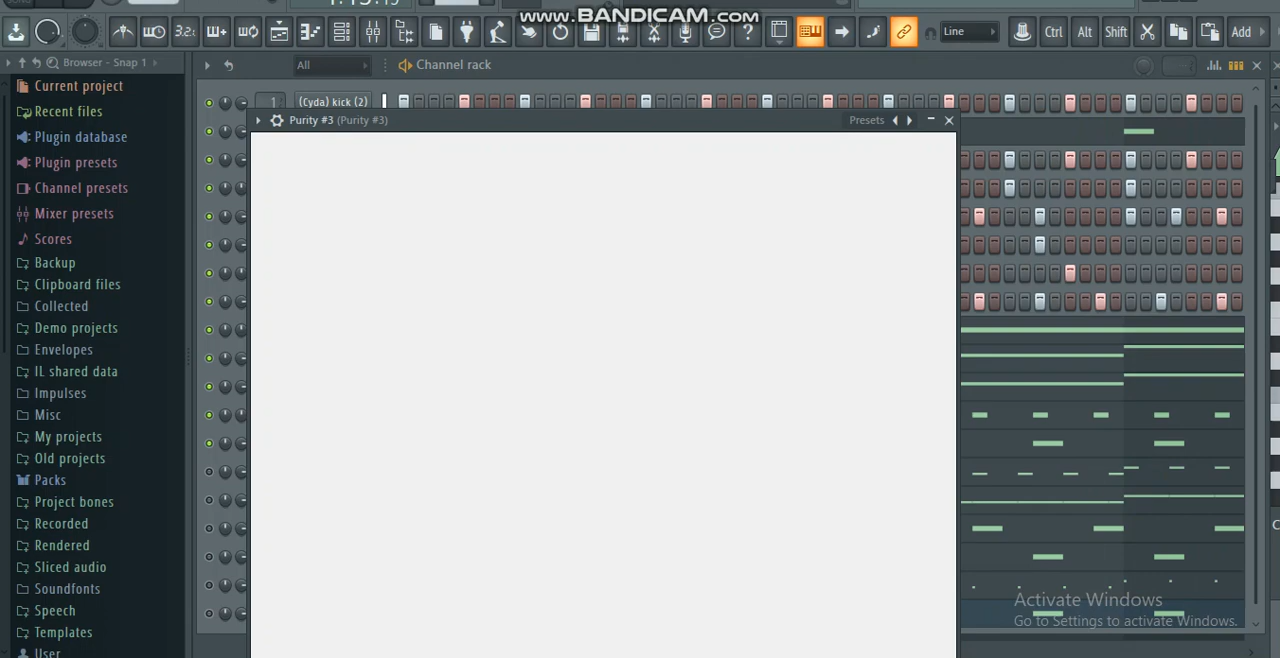 www.BANDICAM.com
3.2:
Line
Ctrl
Alt
Shift
Add
Browser - Snap 1
All
Channel rack
Current project
Recent files
Plugin database
Plugin presets
Channel presets
Mixer presets
Scores
Backup
Clipboard files
Collected
Demo projects
Envelopes
IL shared data
Impulses
Misc
My projects
Old projects
Packs
Project bones
Recorded
Rendered
Sliced audio
Soundfonts
Speech
Templates
User
1
(Cyda) kick (2)
Purity #3 (Purity #3)
Presets
Activate Windows
Go to Settings to activate Windows.